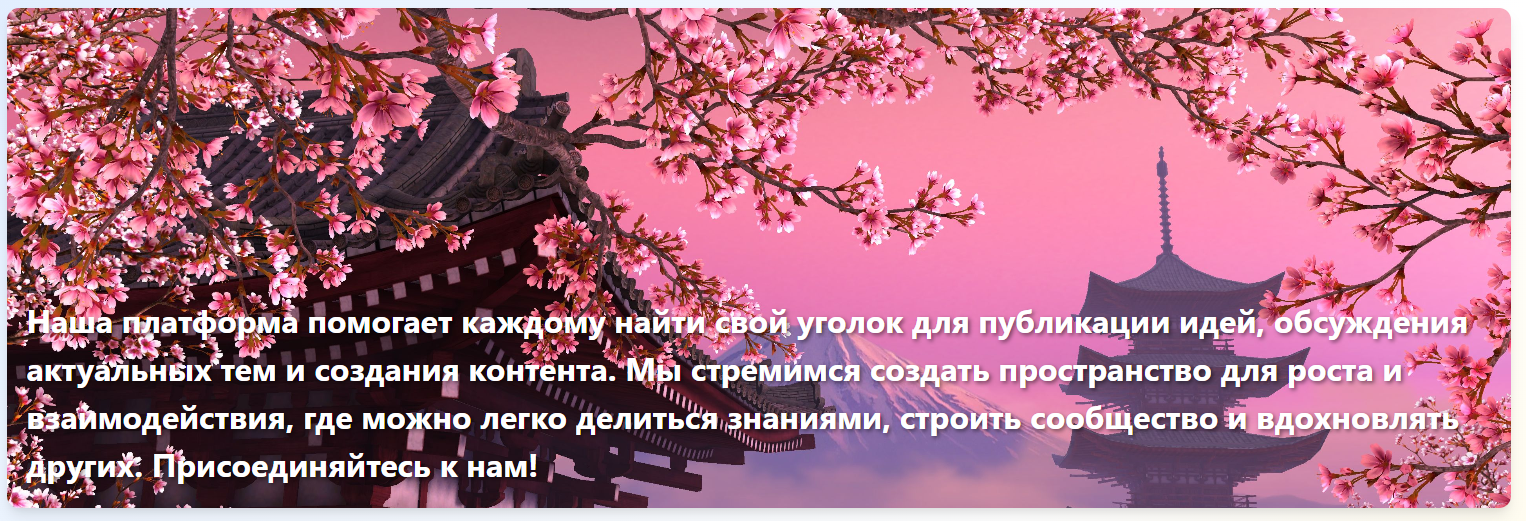 Наша платформа помогает каждому найти свой уголок для публикации идей, обсуждения
актуальных тем и создания контента. Мы стремимся создать пространство для роста и
взаимодействия, где можно легко делиться знаниями, строить сообщество и вдохновлять
других. Присоединяйтесь к нам!